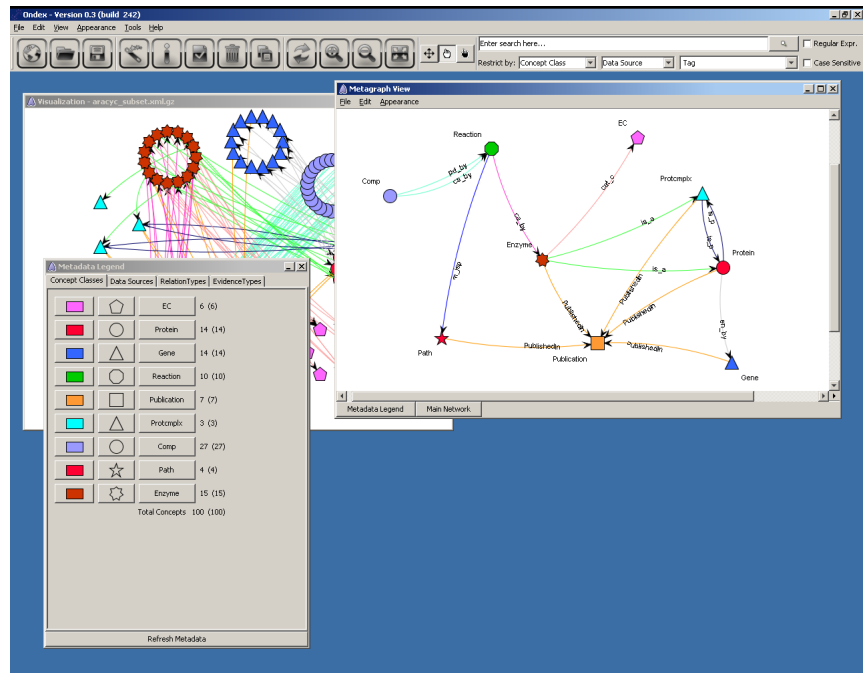 Ondex - Version 0.3 (build 242)
File Edit View Appearance Tools Help
Enter search here...
Regular Expr.
Restrict by: Concept Class Data Source Tag Case Sensitive
Visualization - aracyc_subset.xml.gz
Metagraph View
File Edit Appearance
EC
Reaction
pd_by
cs_by
Comp
cat_c
Protcmplx
ca_by
is_a
is_p
is_p
Enzyme
Protein
is_a
m_isp
PublishedIn
PublishedIn
PublishedIn
en_by
PublishedIn
PublishedIn
Path
Publication
Gene
Metadata Legend Main Network
Metadata Legend
Concept Classes Data Sources RelationTypes EvidenceTypes
EC 6 (6)
Protein 14 (14)
Gene 14 (14)
Reaction 10 (10)
Publication 7 (7)
Protcmplx 3 (3)
Comp 27 (27)
Path 4 (4)
Enzyme 15 (15)
Total Concepts 100 (100)
Refresh Metadata